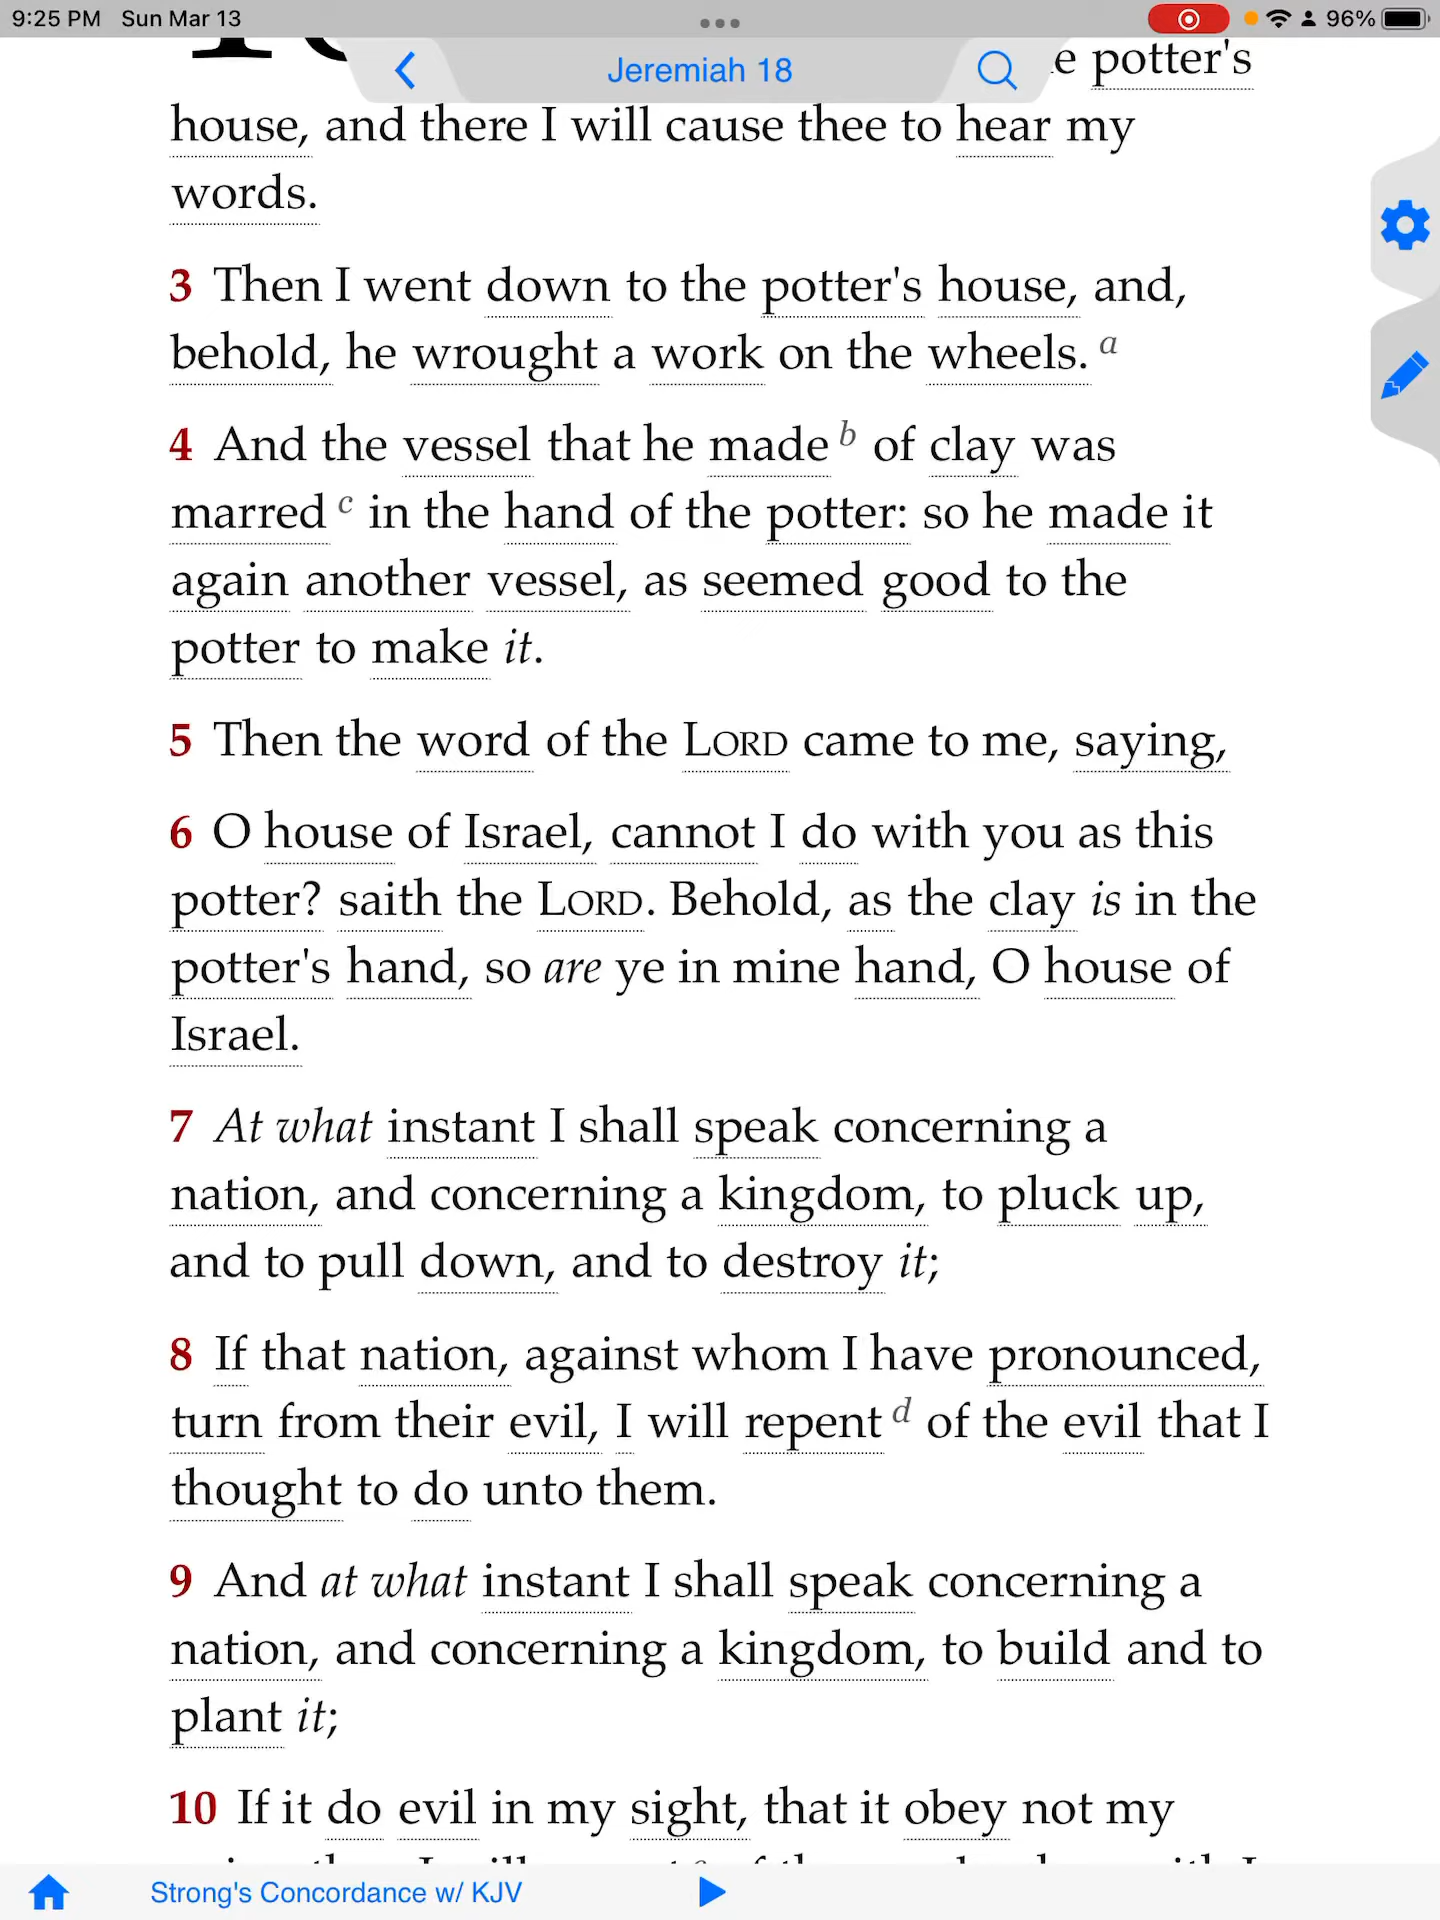 9:25 PM Sun Mar 13
96%
Jeremiah 18
potter's
house, and there I will cause thee to hear my
words.
3 Then I went down to the potter's house, and,
behold, he wrought a work on the wheels. a
4 And the vessel that he made b of clay was
marred c in the hand of the potter: so he made it
again another vessel, as seemed good to the
potter to make it.
5 Then the word of the LORD came to me, saying,
6 O house of Israel, cannot I do with you as this
potter? saith the LORD. Behold, as the clay is in the
potter's hand, so are ye in mine hand, O house of
Israel.
7 At what instant I shall speak concerning a
nation, and concerning a kingdom, to pluck up,
and to pull down, and to destroy it;
8 If that nation, against whom I have pronounced,
turn from their evil, I will repent d of the evil that I
thought to do unto them.
9 And at what instant I shall speak concerning a
nation, and concerning a kingdom, to build and to
plant it;
10 If it do evil in my sight, that it obey not my
Strong's Concordance w/ KJV